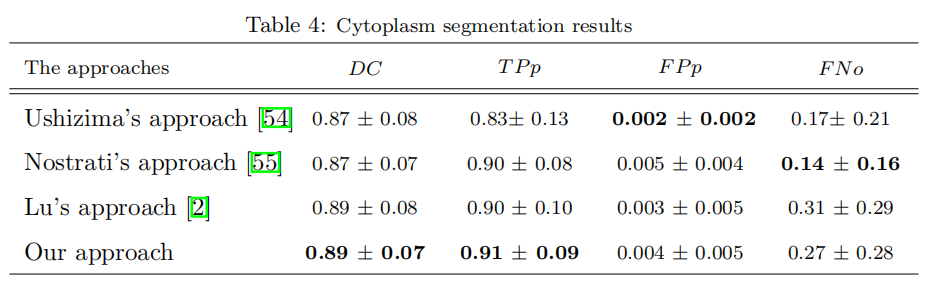 Table 4: Cytoplasm segmentation results
The approaches DC TPp FPp FNo
Ushizima's approach [54] 0.87 ± 0.08 0.83± 0.13 0.002 ± 0.002 0.17± 0.21
Nostrati's approach [55] 0.87 ± 0.07 0.90 ± 0.08 0.005 ± 0.004 0.14 ± 0.16
Lu's approach [2] 0.89 ± 0.08 0.90 ± 0.10 0.003 ± 0.005 0.31 ± 0.29
Our approach 0.89 ± 0.07 0.91 ± 0.09 0.004 ± 0.005 0.27 ± 0.28